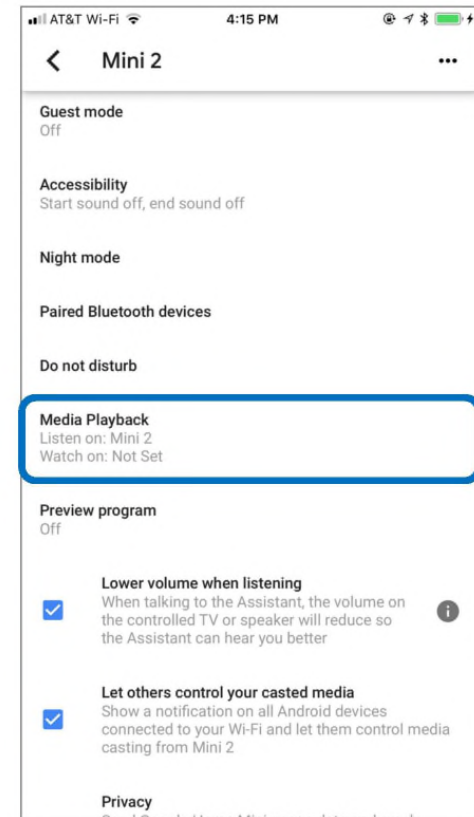 AT&T Wi-Fi 4:15 PM
Mini 2
Guest mode
Off
Accessibility
Start sound off, end sound off
Night mode
Paired Bluetooth devices
Do not disturb
Media Playback
Listen on: Mini 2
Watch on: Not Set
Preview program
Off
Lower volume when listening
When talking to the Assistant, the volume on
the controlled TV or speaker will reduce so
the Assistant can hear you better
Let others control your casted media
Show a notification on all Android devices
connected to your Wi-Fi and let them control media
casting from Mini 2
Privacy